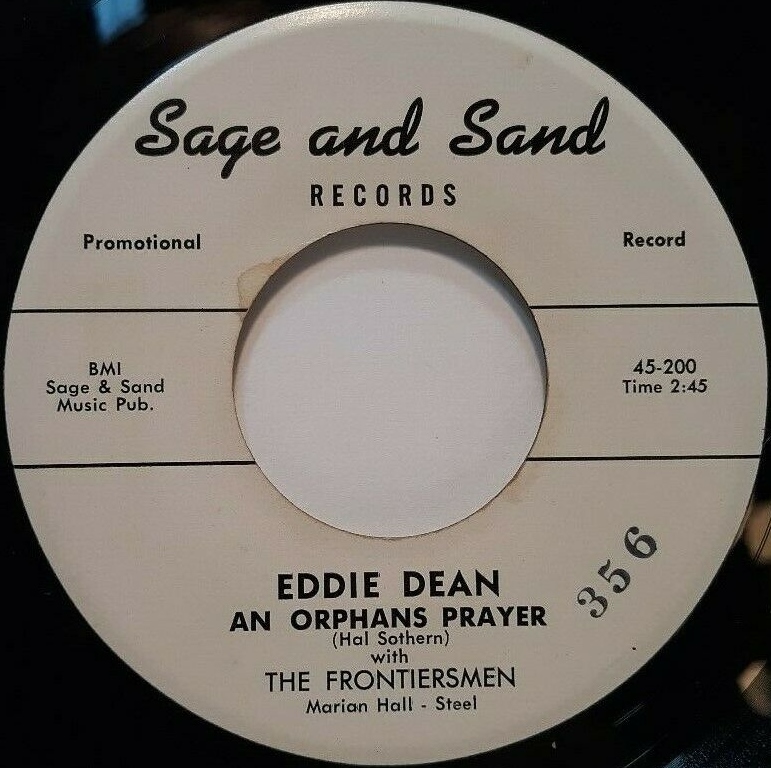 Sage and Sand
RECORDS
Promotional Record
BMI
Sage & Sand
Music Pub.
45-200
Time 2:45
EDDIE DEAN
AN ORPHANS PRAYER
(Hal Sothern)
with
THE FRONTIERSMEN
Marian Hall - Steel
356